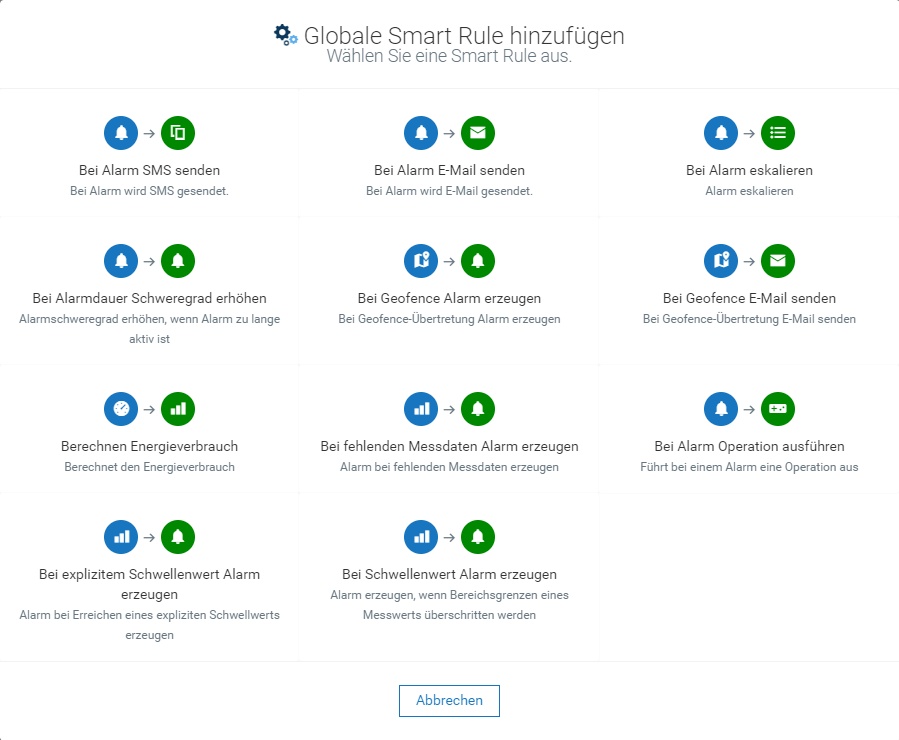 Globale Smart Rule hinzufügen
Wählen Sie eine Smart Rule aus.
Bei Alarm SMS senden
Bei Alarm wird SMS gesendet.
Bei Alarm E-Mail senden
Bei Alarm wird E-Mail gesendet.
Bei Alarm eskalieren
Alarm eskalieren
Bei Alarmdauer Schweregrad erhöhen
Alarmschweregrad erhöhen, wenn Alarm zu lange
aktiv ist
Bei Geofence Alarm erzeugen
Bei Geofence-Übertretung Alarm erzeugen
Bei Geofence E-Mail senden
Bei Geofence-Übertretung E-Mail senden
Berechnen Energieverbrauch
Berechnet den Energieverbrauch
Bei fehlenden Messdaten Alarm erzeugen
Alarm bei fehlenden Messdaten erzeugen
Bei Alarm Operation ausführen
Führt bei einem Alarm eine Operation aus
Bei explizitem Schwellenwert Alarm
erzeugen
Alarm bei Erreichen eines expliziten Schwellwerts
erzeugen
Bei Schwellenwert Alarm erzeugen
Alarm erzeugen, wenn Bereichsgrenzen eines
Messwerts überschritten werden
Abbrechen